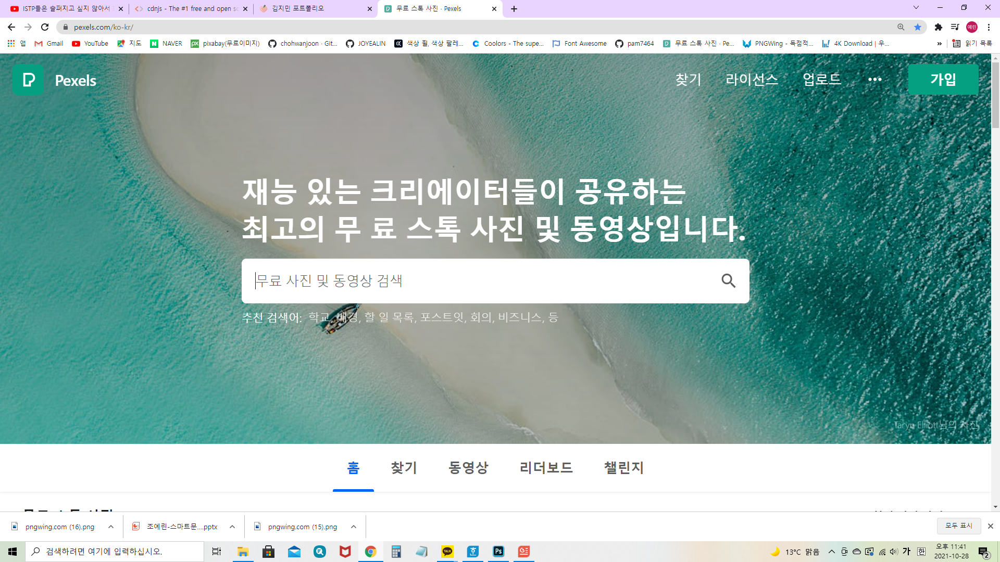 ISTP들은 슬퍼지고 싶지 않아서
cdnjs - The #1 free and open so
김지민 포트폴리오
무료 스톡 사진 · Pexels
pexels.com/ko-kr/
예린
앱
Gmail
YouTube
지도
NAVER
pixabay(무료이미지)
chohwanjoon · Git...
JOYEALIN
색상 휠, 색상 팔레...
Coolors - The supe...
Font Awesome
pam7464
무료 스톡 사진 · Pe...
PNGWing - 독점적...
4K Download | 우...
»
읽기 목록
Pexels
찾기
라이선스
업로드
•••
가입
재능 있는 크리에이터들이 공유하는
최고의 무 료 스톡 사진 및 동영상입니다.
무료 사진 및 동영상 검색
추천 검색어: 학교, 배경, 할 일 목록, 포스트잇, 회의, 비즈니스, 등
Taryn Elliott님의 사진
홈
찾기
동영상
리더보드
챌린지
무료 스톡 사진
pngwing.com (16).png
조예린-스마트문....pptx
pngwing.com (15).png
모두 표시
검색하려면 여기에 입력하십시오.
TALK
Ps
13°C 맑음
가
한
오후 11:41
2021-10-28
2